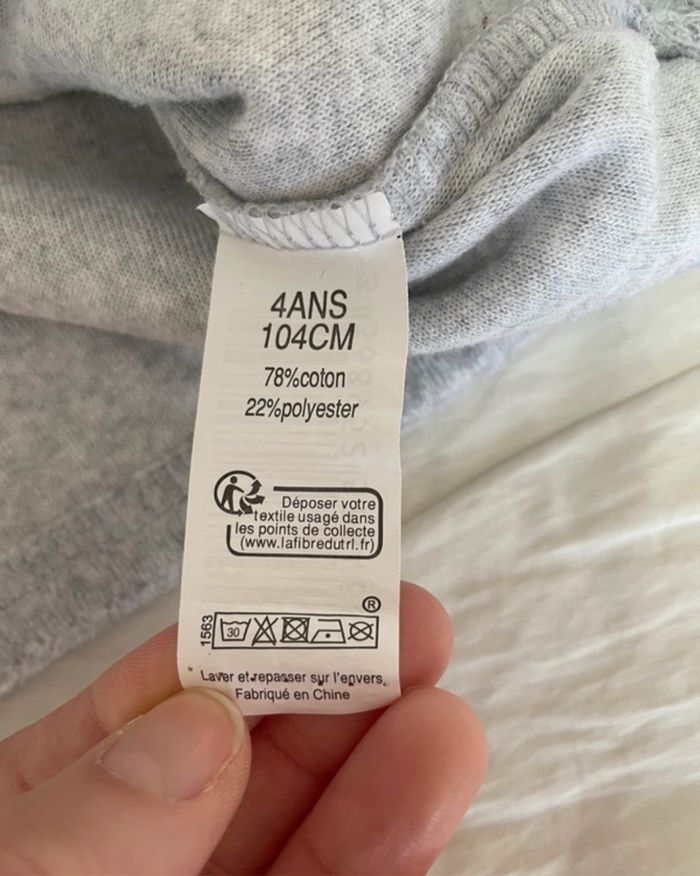 4ANS
104CM
78%coton
22%polyester
Déposer votre
textile usagé dans
les points de collecte
(www.lafibredutrl.fr)
®
1563
30
Laver et repasser sur l'envers.
Fabriqué en Chine